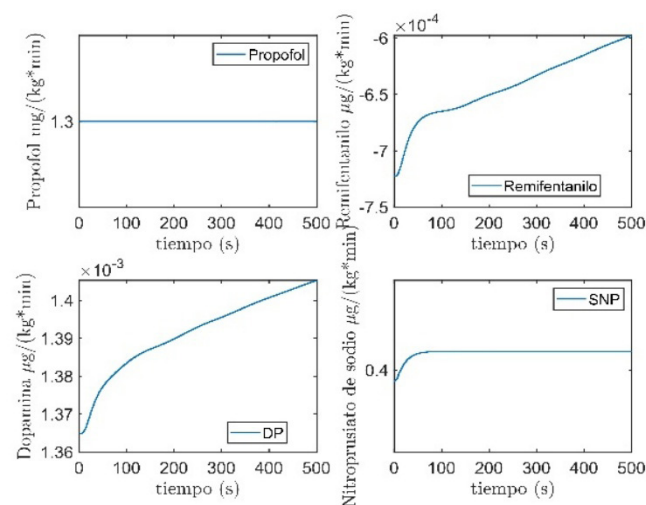 Propofol mg/(kg*min)
1.3
Propofol
0 100 200 300 400 500
tiempo (s)
Remifentanilo µg/(kg*min)
×10-4
-6
-6.5
-7
-7.5
Remifentanilo
0 100 200 300 400 500
tiempo (s)
Dopamina µg/(kg*min)
×10-3
1.4
1.39
1.38
1.37
1.36
DP
0 100 200 300 400 500
tiempo (s)
Nitroprusiato de sodio µg/(kg*min)
0.4
SNP
0 100 200 300 400 500
tiempo (s)